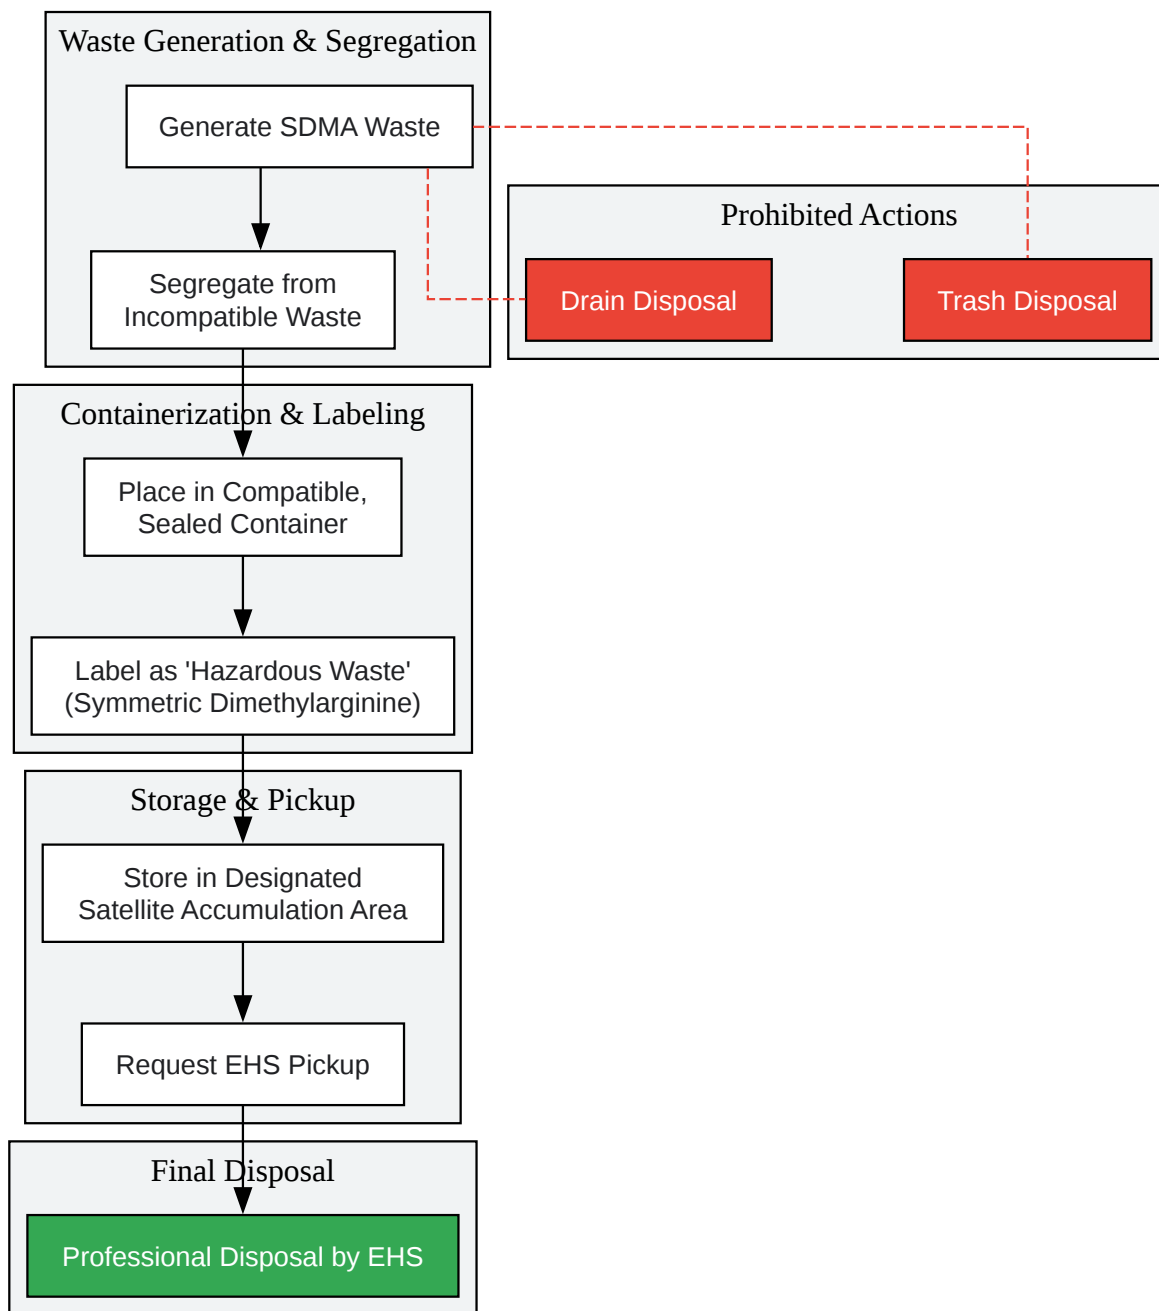 Waste Generation & Segregation
Generate SDMA Waste
Segregate from
Incompatible Waste
Prohibited Actions
Drain Disposal
Trash Disposal
Containerization & Labeling
Place in Compatible,
Sealed Container
Label as 'Hazardous Waste'
(Symmetric Dimethylarginine)
Storage & Pickup
Store in Designated
Satellite Accumulation Area
Request EHS Pickup
Final Disposal
Professional Disposal by EHS